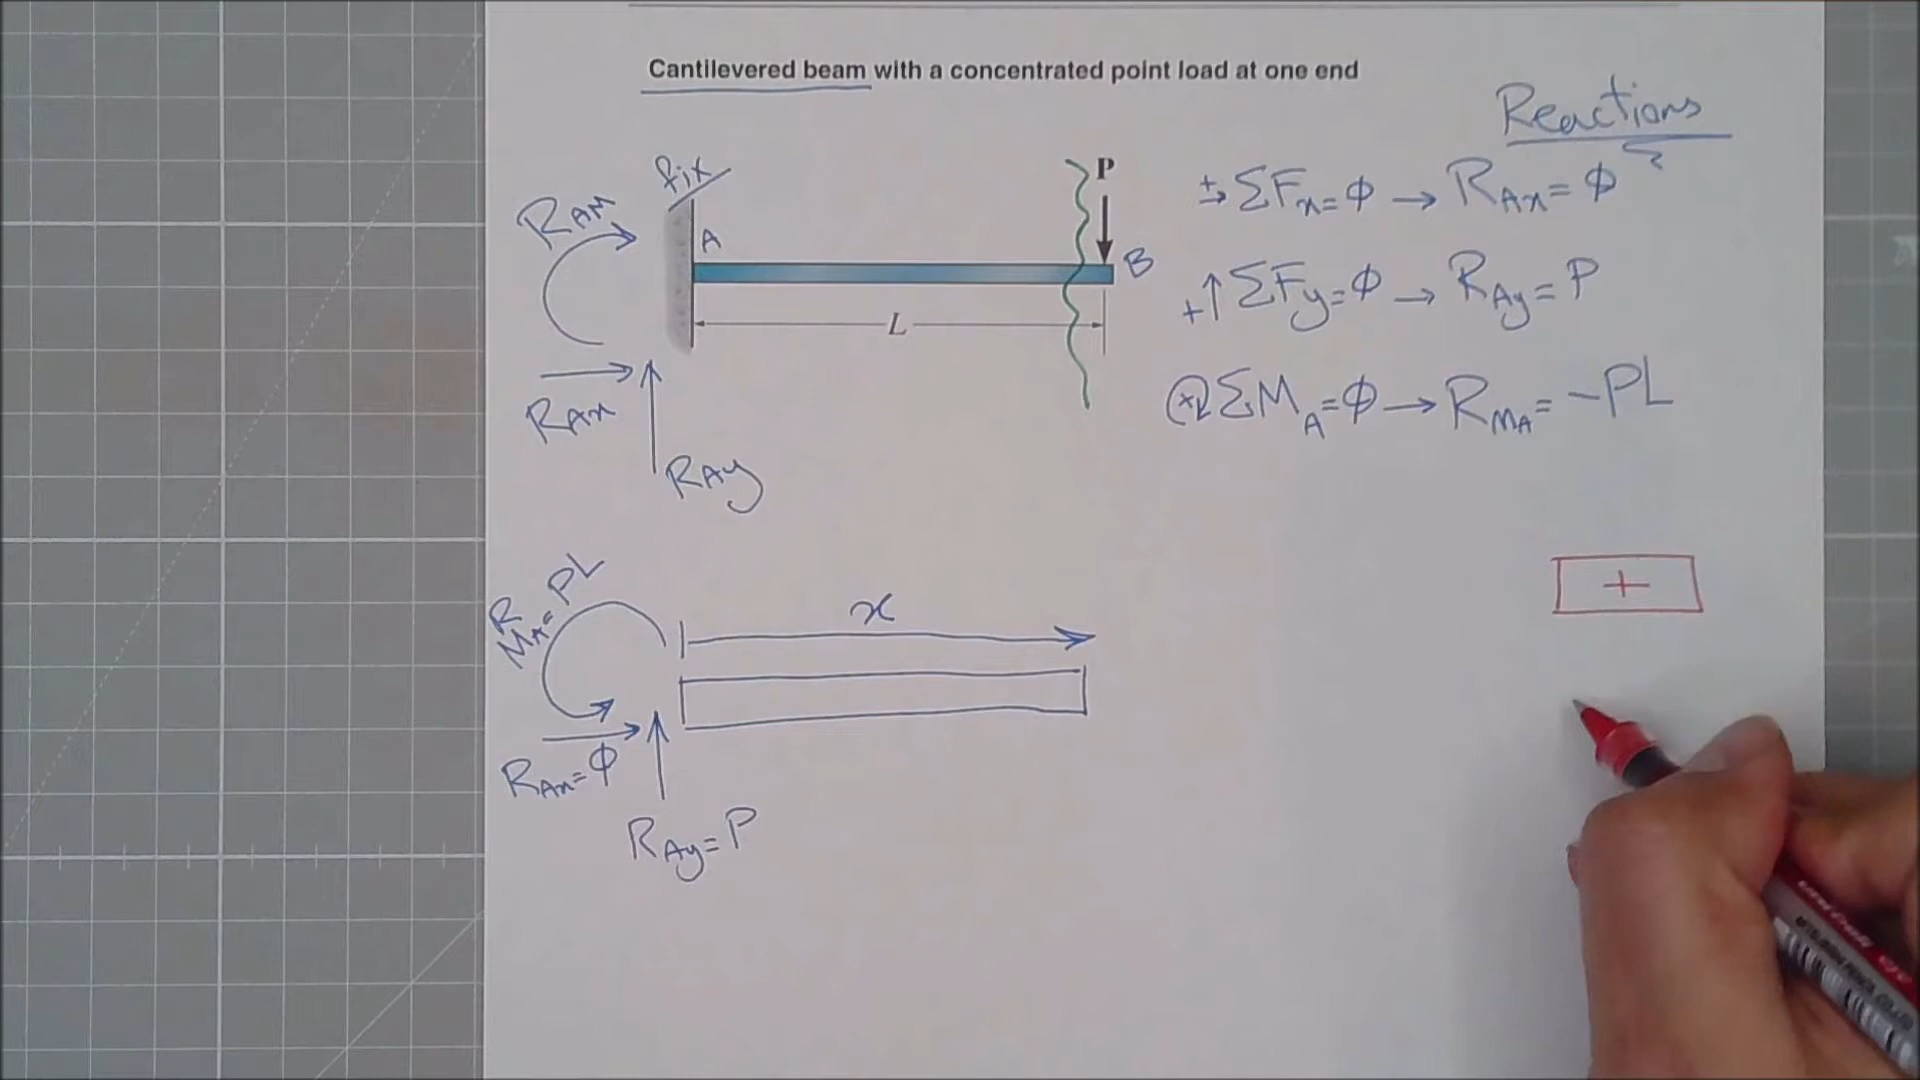 Cantilevered beam with a concentrated point load at one end
Reactions
fix
P
RAM
A
B
+→ ΣFx=ϕ → RAx=ϕ
L
+↑ ΣFy=ϕ → RAy=P
RAx
+ ΣMA=ϕ → RMA= -PL
RAy
RMA=PL
x
+
RAx=ϕ
RAy=P